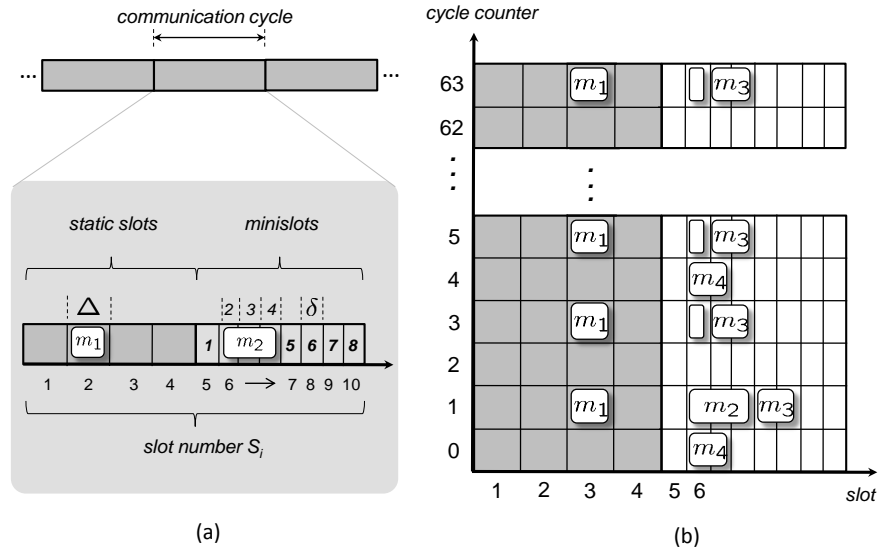 communication cycle
... ...
static slots minislots
Δ 2 3 4 δ
m1 1 m2 5 6 7 8
1 2 3 4 5 6 → 7 8 9 10
slot number Si
(a)
cycle counter
63 m1 m3
62
5 m1 m3
4 m4
3 m1 m3
2
1 m1 m2 m3
0 m4
1 2 3 4 5 6 slot
(b)